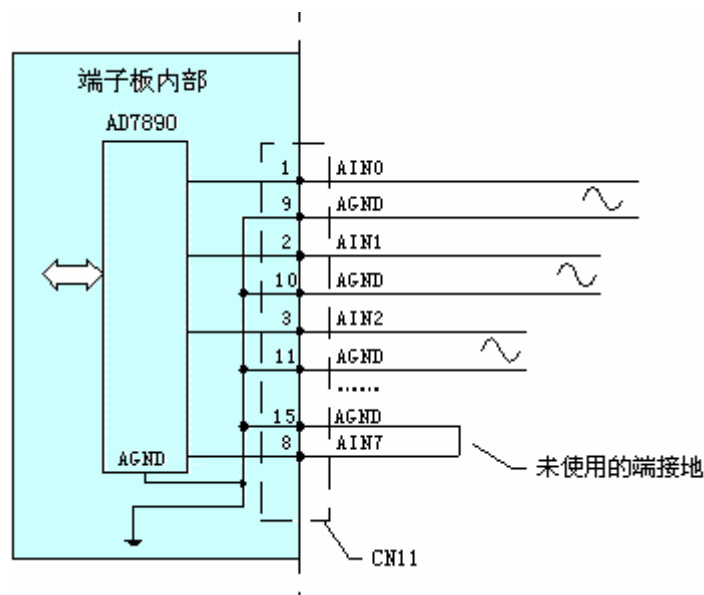 端子板内部
AD7890
1 AIN0
9 AGND
2 AIN1
10 AGND
3 AIN2
11 AGND
......
15 AGND
8 AIN7
AGND
未使用的端接地
CN11